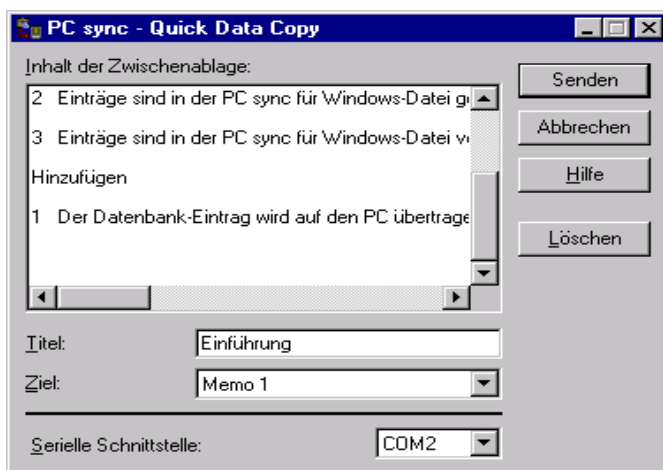 PC sync - Quick Data Copy
Inhalt der Zwischenablage:
2 Einträge sind in der PC sync für Windows-Datei
3 Einträge sind in der PC sync für Windows-Datei
Hinzufügen
1 Der Datenbank-Eintrag wird auf den PC übertrage
Senden
Abbrechen
Hilfe
Löschen
Titel: Einführung
Ziel: Memo 1
Serielle Schnittstelle: COM2